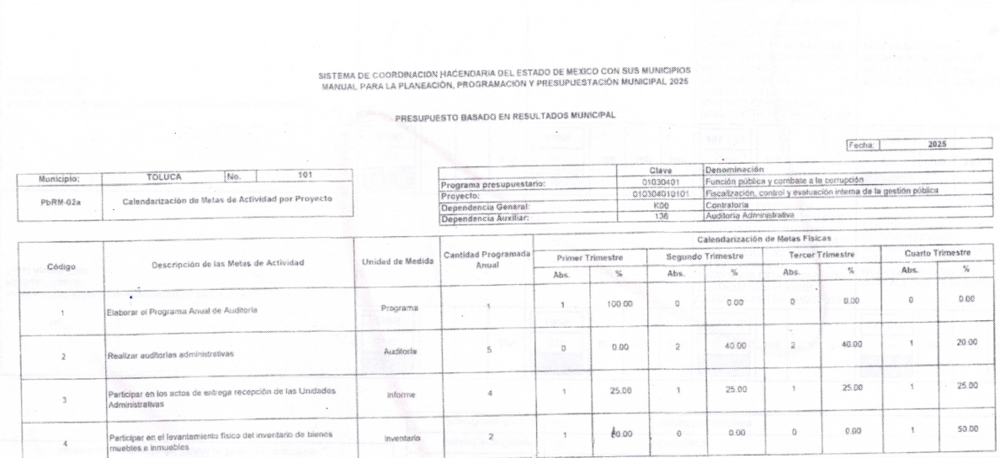 SISTEMA DE COORDINACION HACENDARIA DEL ESTADO DE MEXICO CON SUS MUNICIPIOS
MANUAL PARA LA PLANEACIÓN, PROGRAMACIÓN Y PRESUPUESTACIÓN MUNICIPAL 2025
PRESUPUESTO BASADO EN RESULTADOS MUNICIPAL
Fecha: 2025
Municipio: TOLUCA No. 101
PbRM-02a Calendarización de Metas de Actividad por Proyecto
Clave Denominación
Programa presupuestario: 01030401 Función pública y combate a la corrupción
Proyecto: 010304010101 Fiscalización, control y evaluación interna de la gestión pública
Dependencia General: K00 Contraloría
Dependencia Auxiliar: 136 Auditoría Administrativa
Código Descripción de las Metas de Actividad Unidad de Medida Cantidad Programada Anual Calendarización de Metas Físicas
Primer Trimestre Segundo Trimestre Tercer Trimestre Cuarto Trimestre
Abs. % Abs. % Abs. % Abs. %
1 Elaborar el Programa Anual de Auditoría Programa 1 1 100.00 0 0.00 0 0.00 0 0.00
2 Realizar auditorías administrativas Auditoría 5 0 0.00 2 40.00 2 40.00 1 20.00
3 Participar en los actos de entrega recepción de las Unidades Administrativas Informe 4 1 25.00 1 25.00 1 25.00 1 25.00
4 Participar en el levantamiento físico del inventario de bienes muebles e inmuebles Inventario 2 1 0 0.00 0 0.00 1 50.00